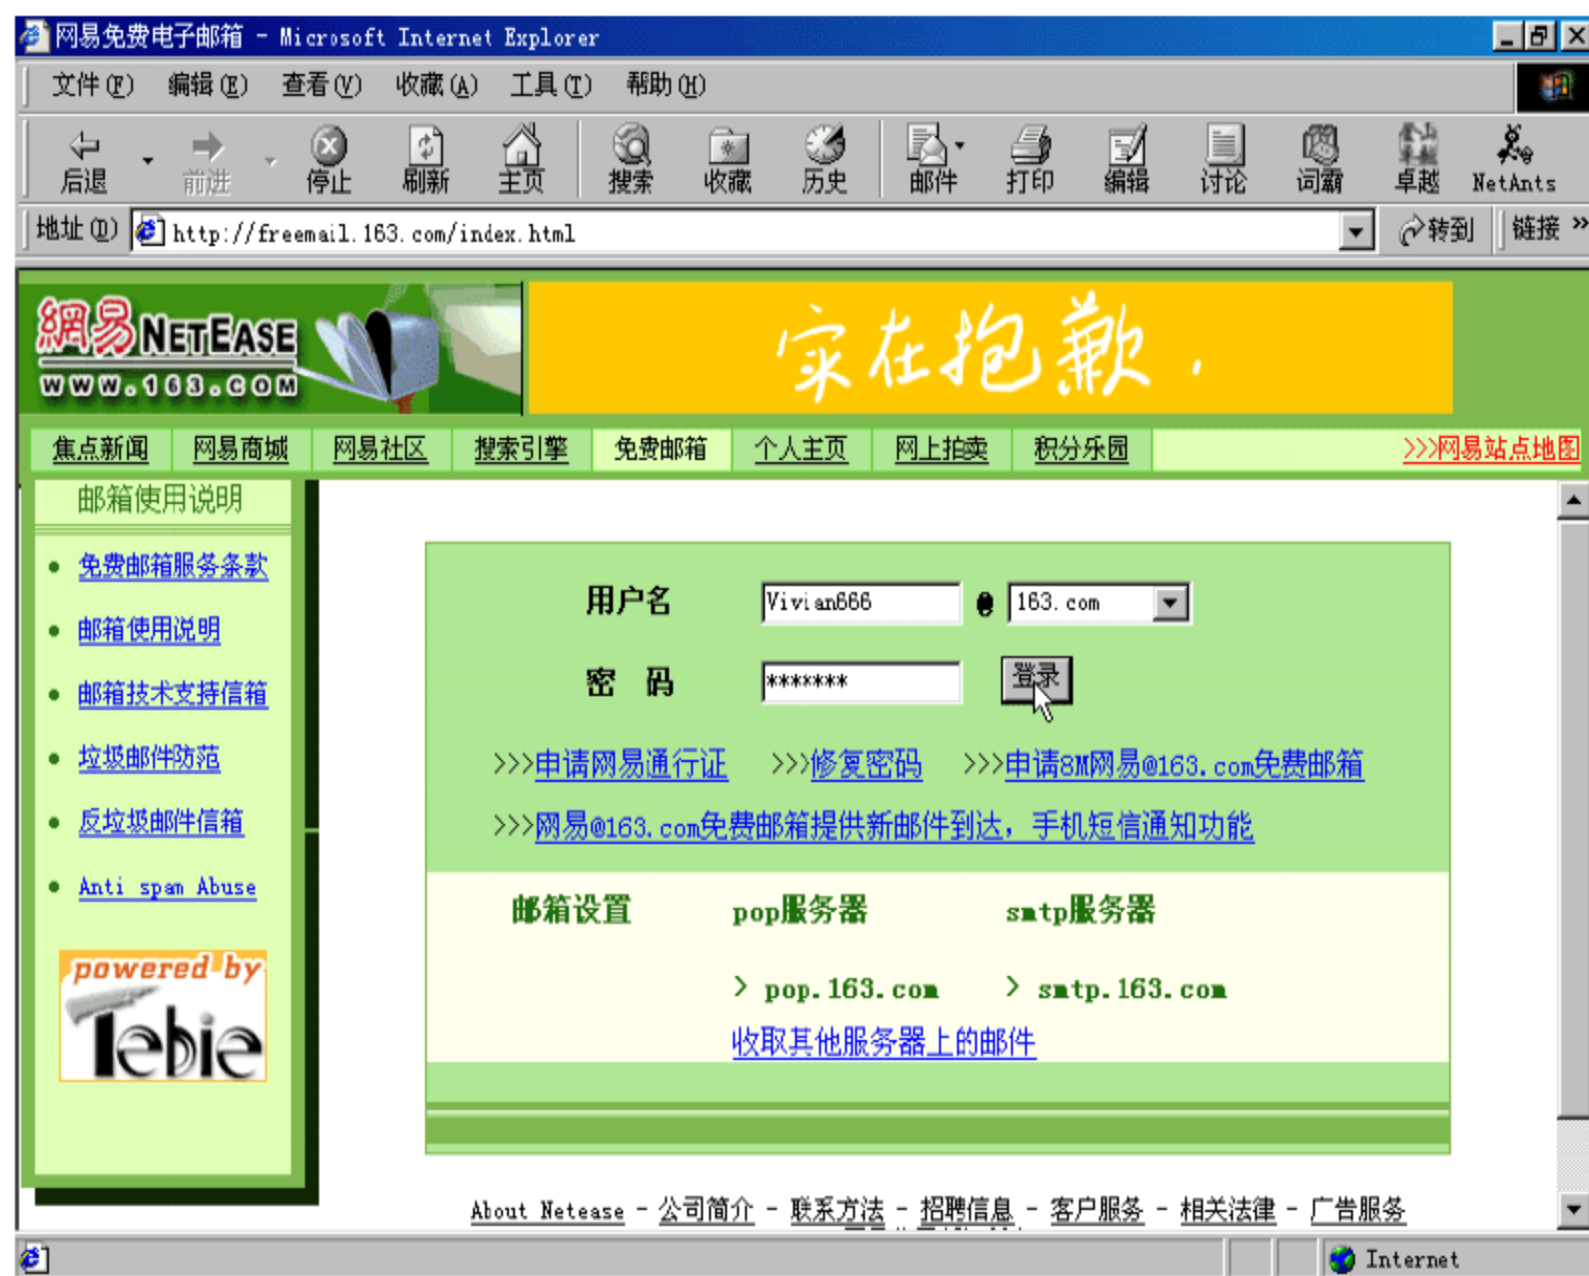 网易免费电子邮箱 - Microsoft Internet Explorer
文件(F) 编辑(E) 查看(V) 收藏(A) 工具(T) 帮助(H)
后退 前进 停止 刷新 主页 搜索 收藏 历史 邮件 打印 编辑 讨论 词霸 卓越 NetAnts
地址(D) http://freemail.163.com/index.html 转到 链接 »
網易 NETEASE
WWW.163.COM
家在抱歉.
焦点新闻 网易商城 网易社区 搜索引擎 免费邮箱 个人主页 网上拍卖 积分乐园 >>>网易站点地图
邮箱使用说明
• 免费邮箱服务条款
• 邮箱使用说明
• 邮箱技术支持信箱
• 垃圾邮件防范
• 反垃圾邮件信箱
• Anti spam Abuse
powered by
Tebie
用户名 Vivian666 @ 163.com
密 码 ******* 登录
>>>申请网易通行证 >>>修复密码 >>>申请8M网易@163.com免费邮箱
>>>网易@163.com免费邮箱提供新邮件到达，手机短信通知功能
邮箱设置 pop服务器 smtp服务器
> pop.163.com > smtp.163.com
收取其他服务器上的邮件
About Netease - 公司简介 - 联系方法 - 招聘信息 - 客户服务 - 相关法律 - 广告服务
Internet